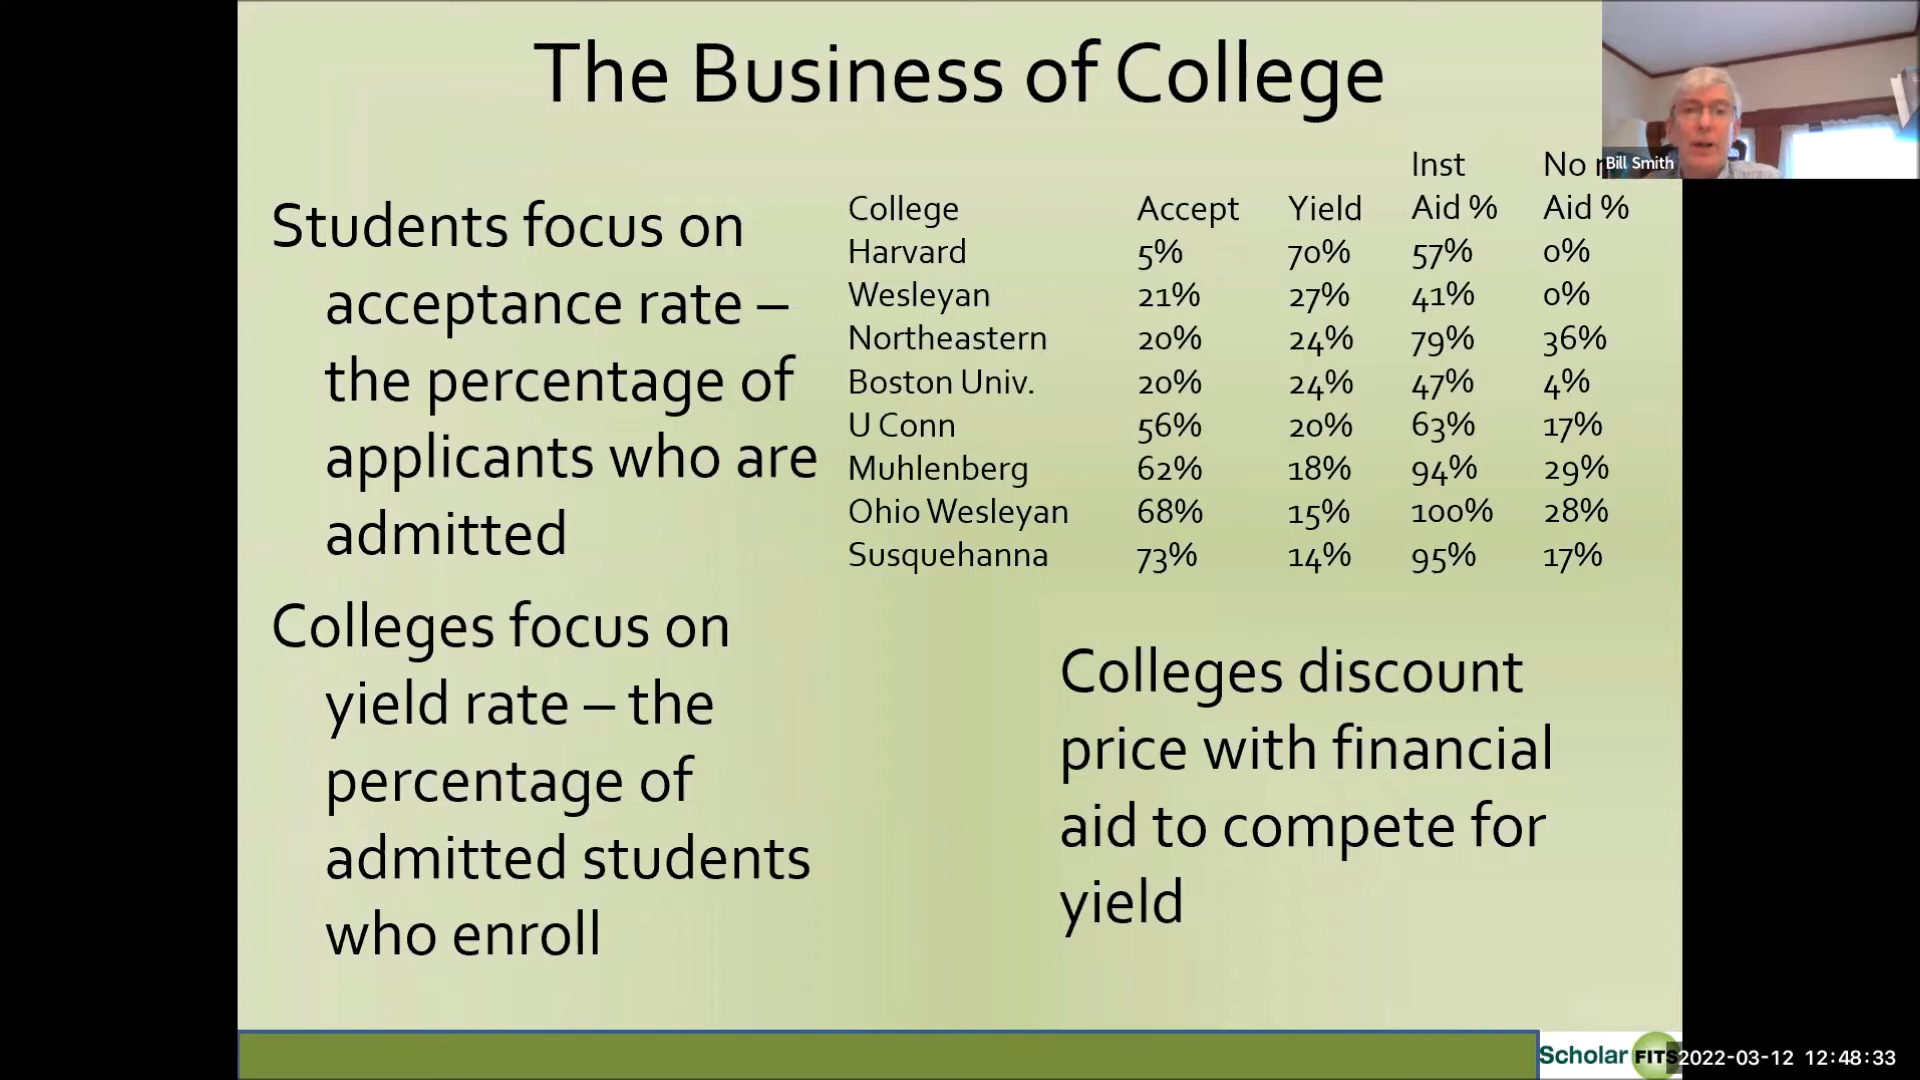 The Business of College
Bill Smith
Students focus on
acceptance rate –
the percentage of
applicants who are
admitted
Colleges focus on
yield rate – the
percentage of
admitted students
who enroll
Inst No
College Accept Yield Aid % Aid %
Harvard 5% 70% 57% 0%
Wesleyan 21% 27% 41% 0%
Northeastern 20% 24% 79% 36%
Boston Univ. 20% 24% 47% 4%
U Conn 56% 20% 63% 17%
Muhlenberg 62% 18% 94% 29%
Ohio Wesleyan 68% 15% 100% 28%
Susquehanna 73% 14% 95% 17%
Colleges discount
price with financial
aid to compete for
yield
Scholar FITS
2022-03-12 12:48:33